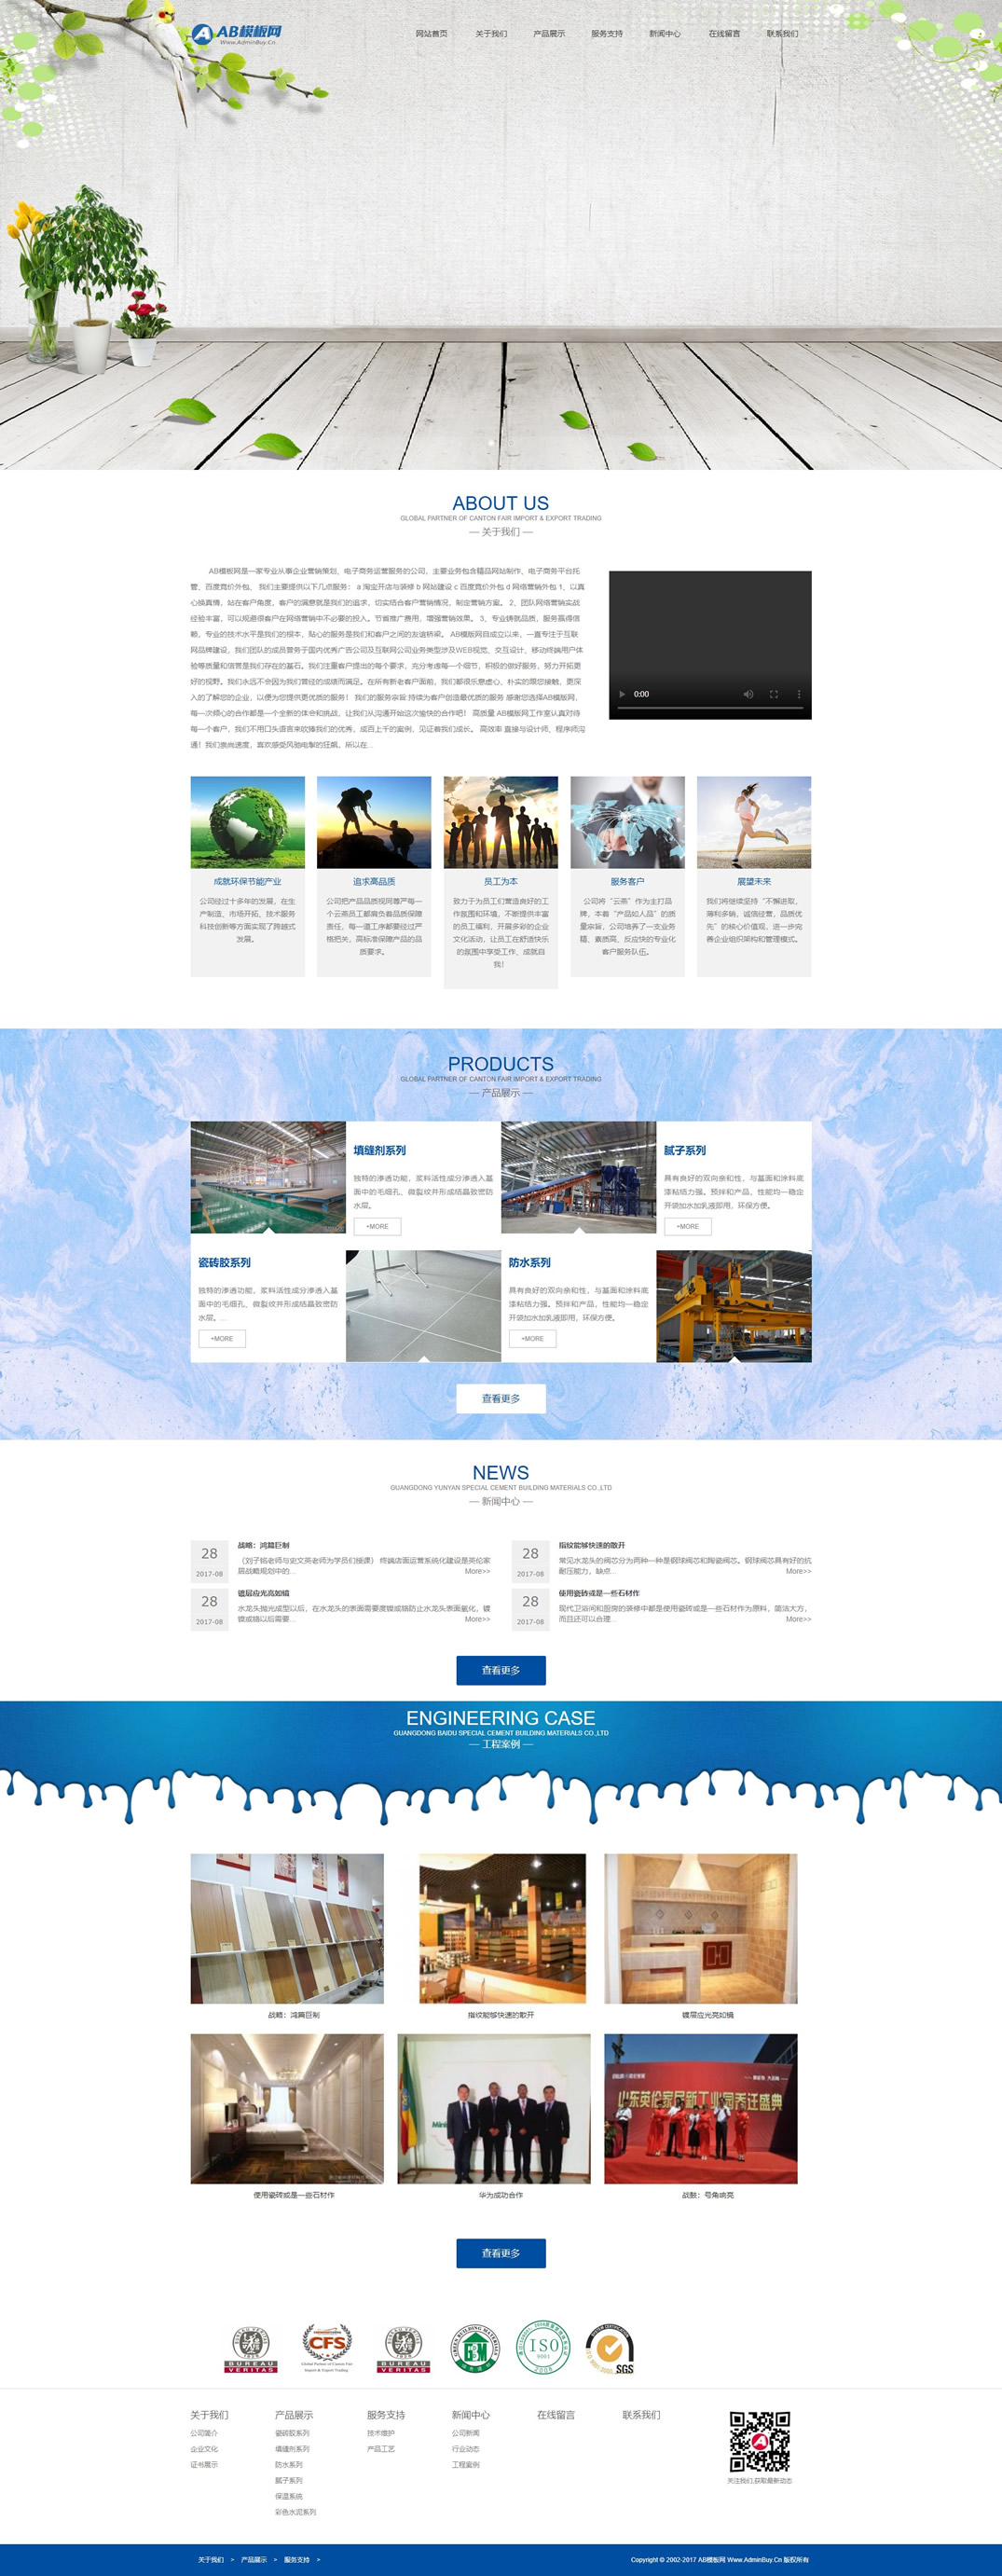 AB模板网
Www.AdminBuy.Cn
网站首页 关于我们 产品展示 服务支持 新闻中心 在线留言 联系我们
ABOUT US
GLOBAL PARTNER OF CANTON FAIR IMPORT & EXPORT TRADING
— 关于我们 —
AB模板网是一家专业从事企业营销策划、电子商务运营服务的公司，主要业务包含精品网站制作、电子商务平台托
管、百度竞价外包、 我们主要提供以下几点服务： a 淘宝开店与装修 b 网站建设 c 百度竞价外包 d 网络营销外包 1、以真
心换真情，站在客户角度，客户的满意就是我们的追求，切实结合客户营销情况，制定营销方案。 2、团队网络营销实战
经验丰富，可以规避很客户在网络营销中不必要的投入。节省推广费用，增强营销效果。 3、专业铸就品质，服务赢得信
赖，专业的技术水平是我们的根本，贴心的服务是我们和客户之间的友谊桥梁。 AB模板网自成立以来，一直专注于互联
网品牌建设，我们团队的成员曾务于国内优秀广告公司及互联网公司业务类型涉及WEB视觉、交互设计、移动终端用户体
验等质量和信誉是我们存在的基石。我们注重客户提出的每个要求，充分考虑每一个细节，积极的做好服务，努力开拓更
好的视野。我们永远不会因为我们曾经的成绩而满足。在所有新老客户面前，我们都很乐意虚心、朴实的跟您接触，更深
入的了解您的企业，以便为您提供更优质的服务！ 我们的服务宗旨:持续为客户创造最优质的服务 感谢您选择AB模板网，
每一次倾心的合作都是一个全新的体会和挑战，让我们从沟通开始这次愉快的合作吧！ 高质量 AB模板网工作室认真对待
每一个客户，我们不用口头语言来吹捧我们的优秀，成百上千的案例，见证着我们成长。 高效率 直接与设计师、程序师沟
通！我们崇尚速度，喜欢感受风驰电掣的狂飙，所以在...
0:00
成就环保节能产业
公司经过十多年的发展，在生
产制造、市场开拓、技术服务
科技创新等方面实现了跨越式
发展。
追求高品质
公司把产品品质视同尊严每一
个云燕员工都肩负着品质保障
责任，每一道工序都要经过严
格把关，高标准保障产品的品
质要求。
员工为本
致力于为员工们营造良好的工
作氛围和环境，不断提供丰富
的员工福利，开展多彩的企业
文化活动，让员工在舒适快乐
的氛围中享受工作、成就自
我！
服务客户
公司将“云燕”作为主打品
牌，本着“产品如人品”的质
量宗旨，公司培养了一支业务
精、素质高、反应快的专业化
客户服务队伍。
展望未来
我们将继续坚持“不懈进取，
薄利多销，诚信经营，品质优
先”的核心价值观，进一步完
善企业组织架构和管理模式。
PRODUCTS
GLOBAL PARTNER OF CANTON FAIR IMPORT & EXPORT TRADING
— 产品展示 —
填缝剂系列
独特的渗透功能，浆料活性成分渗透入基
面中的毛细孔、微裂纹并形成结晶致密防
水层。
+MORE
腻子系列
具有良好的双向亲和性，与基面和涂料底
漆粘结力强。预拌和产品，性能均一稳定
开袋加水加乳液即用，环保方便。
+MORE
瓷砖胶系列
独特的渗透功能，浆料活性成分渗透入基
面中的毛细孔、微裂纹并形成结晶致密防
水层。...
+MORE
防水系列
具有良好的双向亲和性，与基面和涂料底
漆粘结力强。预拌和产品，性能均一稳定
开袋加水加乳液即用，环保方便。
+MORE
查看更多
NEWS
GUANGDONG YUNYAN SPECIAL CEMENT BUILDING MATERIALS CO.,LTD
— 新闻中心 —
28
2017-08
战略：鸿篇巨制
（刘子铭老师与史文英老师为学员们授课） 终端店面运营系统化建设是英伦家
居战略规划中的... More>>
28
2017-08
指纹能够快速的散开
常见水龙头的阀芯分为两种一种是钢球阀芯和陶瓷阀芯。钢球阀芯具有好的抗
耐压能力，缺点... More>>
28
2017-08
镀层应光亮如镜
水龙头抛光成型以后，在水龙头的表面需要度镍或铬防止水龙头表面氧化，镀
镍或铬以后需要... More>>
28
2017-08
使用瓷砖或是一些石材作
现代卫浴间和厨房的装修中都是使用瓷砖或是一些石材作为原料，简洁大方，
而且还可以合理... More>>
查看更多
ENGINEERING CASE
GUANGDONG BAIDU SPECIAL CEMENT BUILDING MATERIALS CO.,LTD
— 工程案例 —
战略：鸿篇巨制
指纹能够快速的散开
镀层应光亮如镜
山东英伦家居新工业园乔迁盛典
使用瓷砖或是一些石材作
华为成功合作
战鼓：号角响亮
查看更多
BUREAU VERITAS
CFS
Global Partner of Canton Fair
Import & Export Trading
BUREAU VERITAS
GREEN BUILDING MATERIALS
ISO
9001
SGS
关于我们 产品展示 服务支持 新闻中心 在线留言 联系我们
公司简介 瓷砖胶系列 技术维护 公司新闻
企业文化 填缝剂系列 产品工艺 行业动态
证书展示 防水系列 工程案例
腻子系列
保温系统
彩色水泥系列
关注我们,获取最新动态
关于我们 > 产品展示 > 服务支持 >
Copyright © 2002-2017 AB模板网 Www.AdminBuy.Cn 版权所有